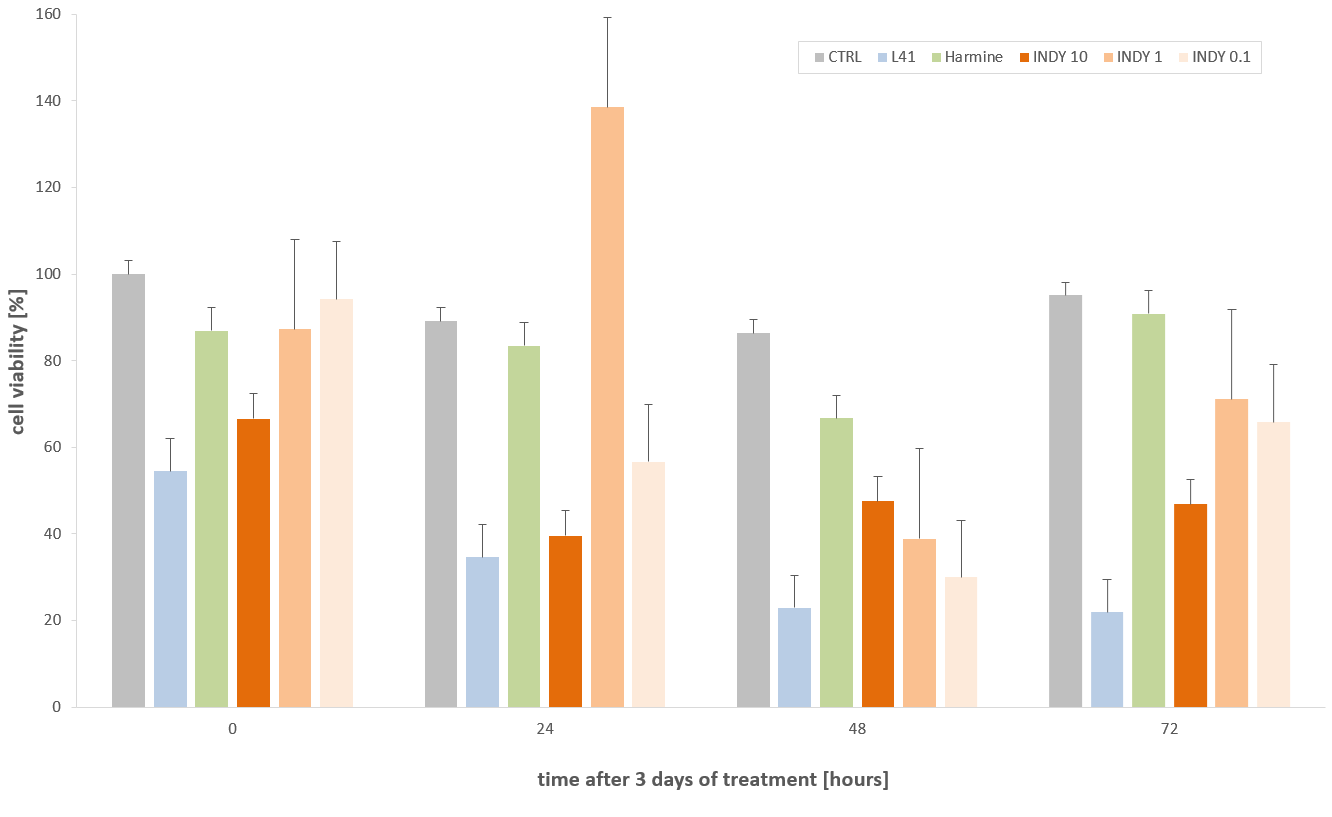 160
140
120
100
80
60
40
20
0
cell viability [%]
CTRL L41 Harmine INDY 10 INDY 1 INDY 0.1
0 24 48 72
time after 3 days of treatment [hours]